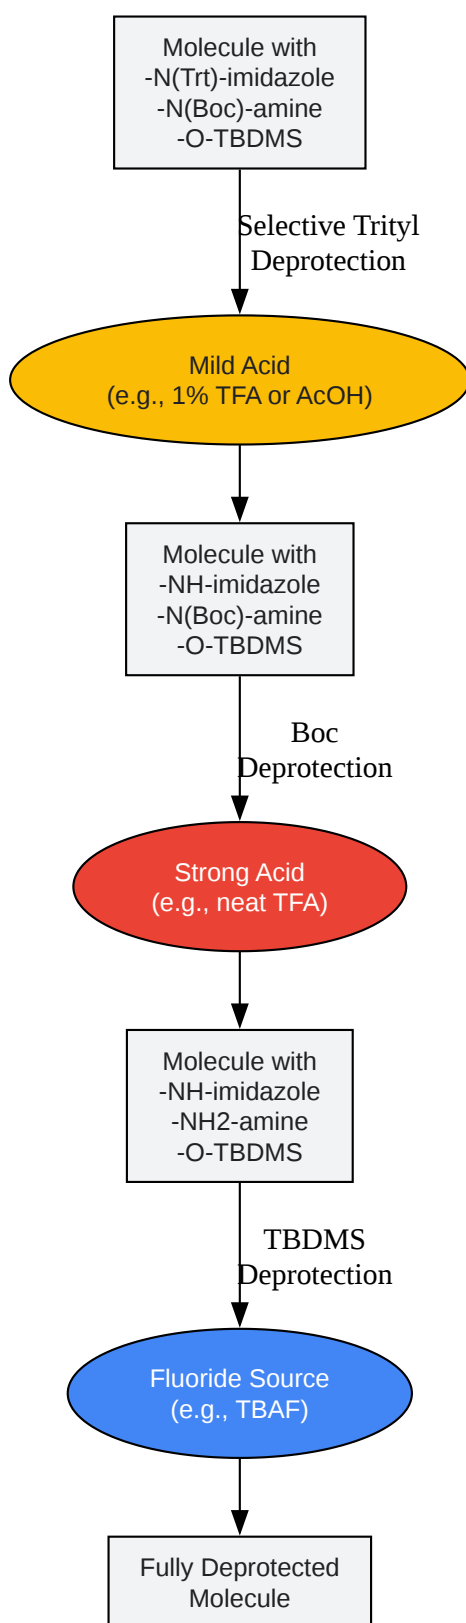 Molecule with
-N(Trt)-imidazole
-N(Boc)-amine
-O-TBDMS
Selective Trityl
Deprotection
Mild Acid
(e.g., 1% TFA or AcOH)
Molecule with
-NH-imidazole
-N(Boc)-amine
-O-TBDMS
Boc
Deprotection
Strong Acid
(e.g., neat TFA)
Molecule with
-NH-imidazole
-NH2-amine
-O-TBDMS
TBDMS
Deprotection
Fluoride Source
(e.g., TBAF)
Fully Deprotected
Molecule